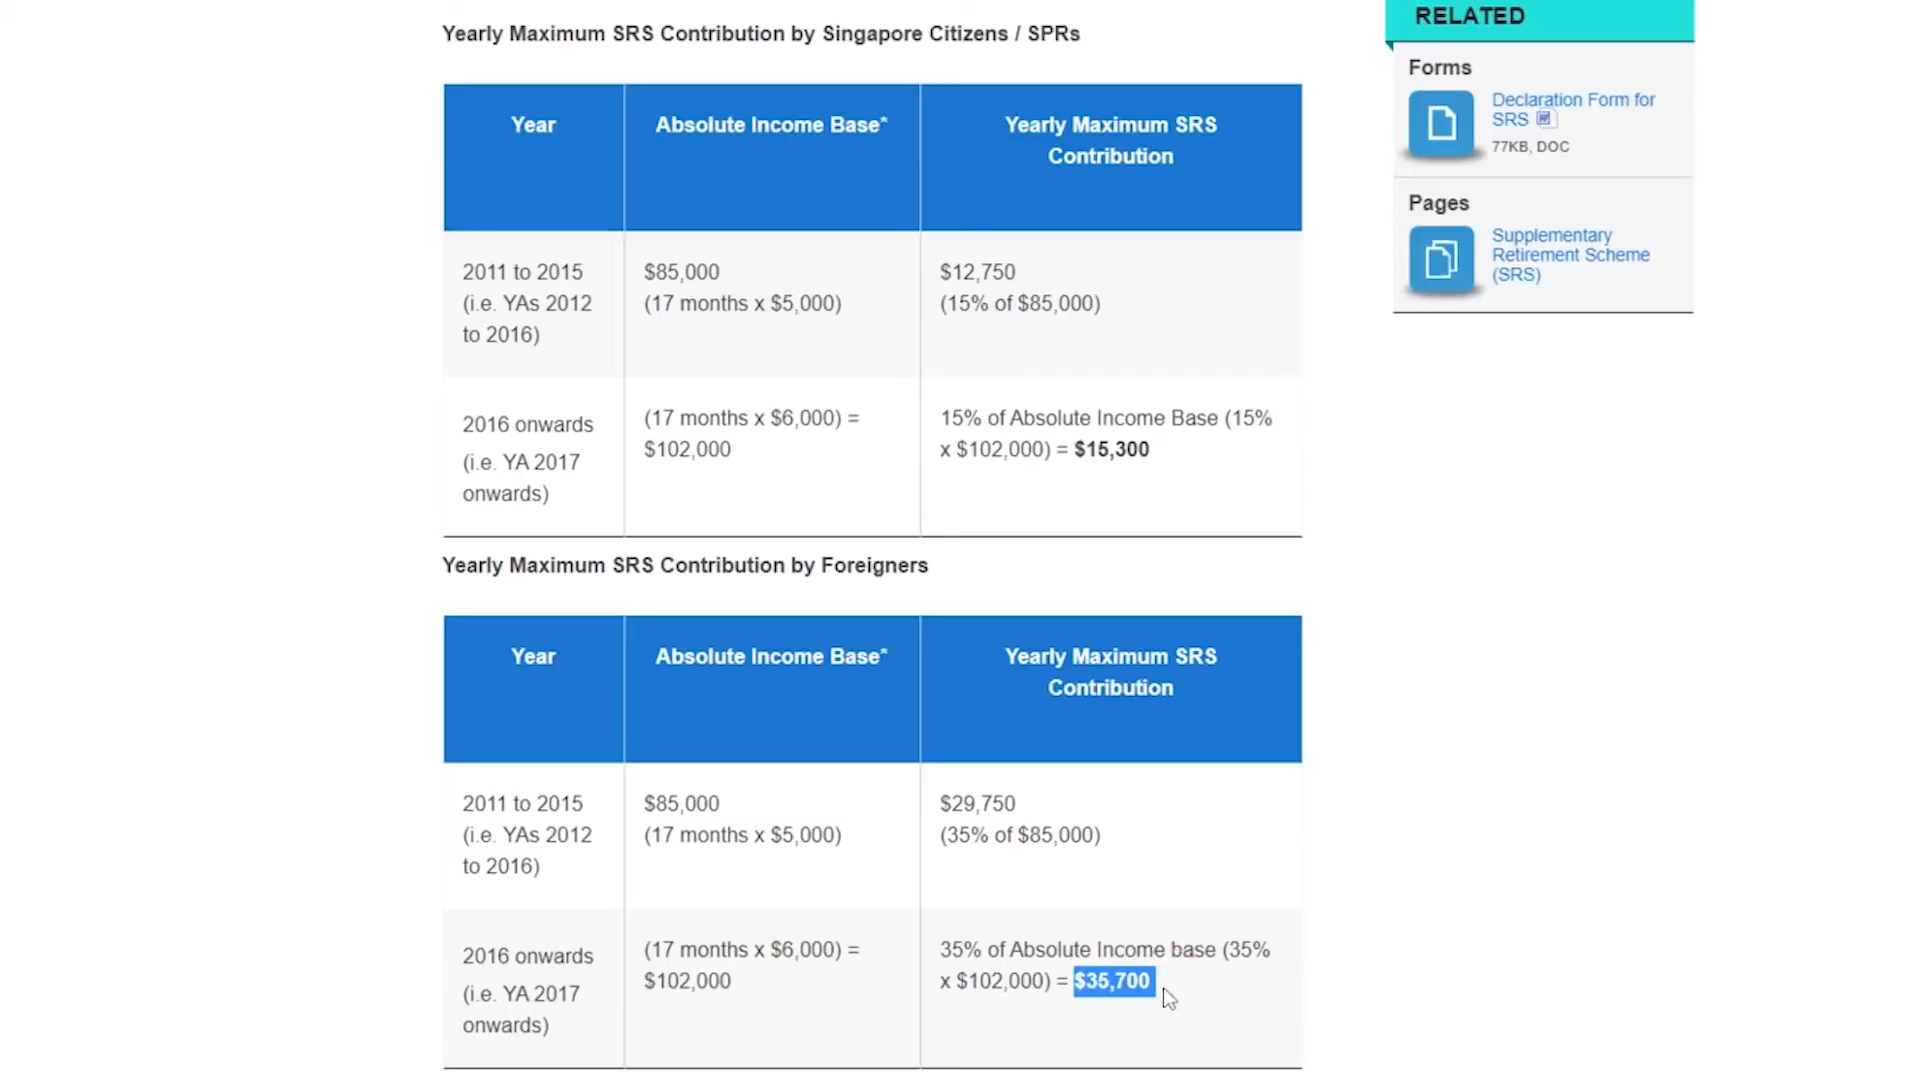 Yearly Maximum SRS Contribution by Singapore Citizens / SPRs
Year
Absolute Income Base*
Yearly Maximum SRS
Contribution
2011 to 2015
(i.e. YAs 2012
to 2016)
$85,000
(17 months x $5,000)
$12,750
(15% of $85,000)
2016 onwards
(i.e. YA 2017
onwards)
(17 months x $6,000) =
$102,000
15% of Absolute Income Base (15%
x $102,000) = $15,300
Yearly Maximum SRS Contribution by Foreigners
Year
Absolute Income Base*
Yearly Maximum SRS
Contribution
2011 to 2015
(i.e. YAs 2012
to 2016)
$85,000
(17 months x $5,000)
$29,750
(35% of $85,000)
2016 onwards
(i.e. YA 2017
onwards)
(17 months x $6,000) =
$102,000
35% of Absolute Income base (35%
x $102,000) = $35,700
RELATED
Forms
Declaration Form for
SRS
77KB, DOC
Pages
Supplementary
Retirement Scheme
(SRS)